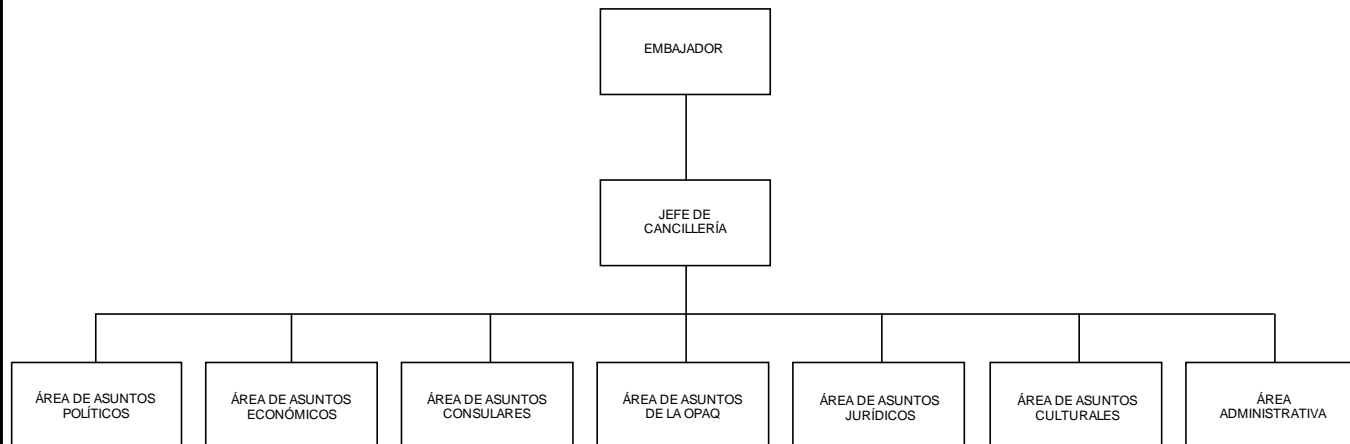 EMBAJADOR
JEFE DE
CANCILLERÍA
ÁREA DE ASUNTOS
POLÍTICOS
ÁREA DE ASUNTOS
ECONÓMICOS
ÁREA DE ASUNTOS
CONSULARES
ÁREA DE ASUNTOS
DE LA OPAQ
ÁREA DE ASUNTOS
JURÍDICOS
ÁREA DE ASUNTOS
CULTURALES
ÁREA
ADMINISTRATIVA